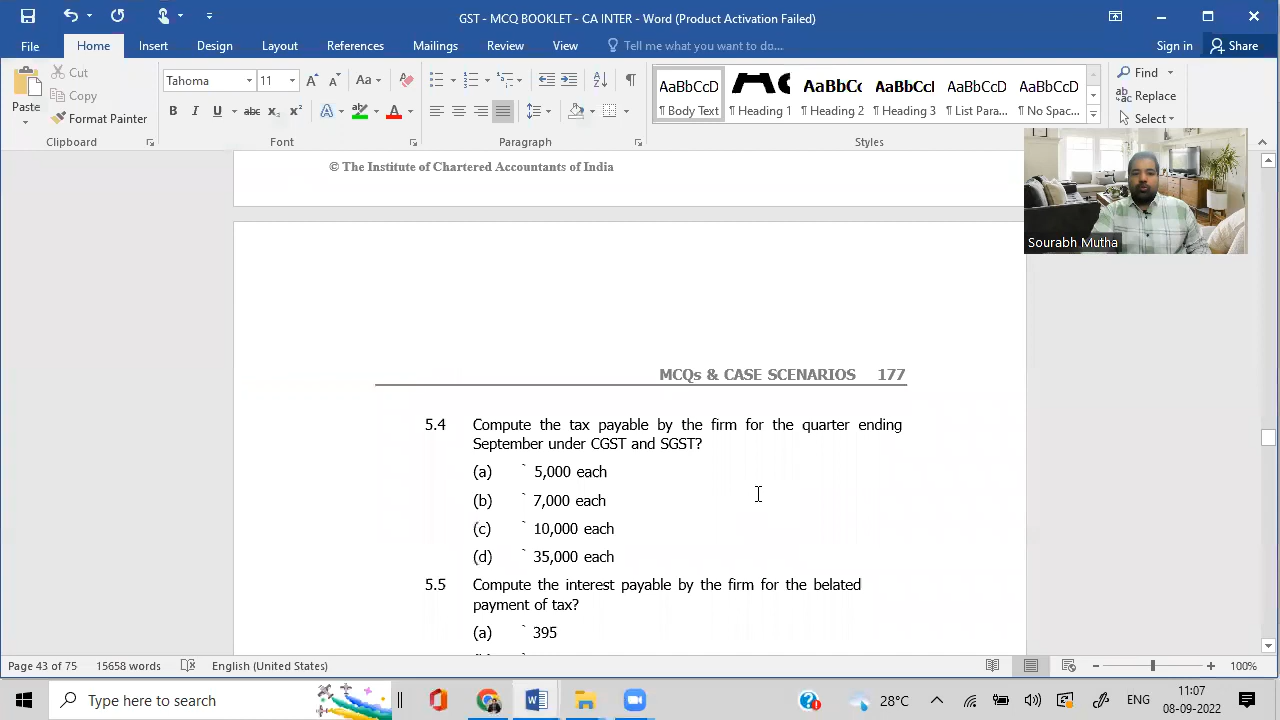 GST - MCQ BOOKLET - CA INTER - Word (Product Activation Failed)
File Home Insert Design Layout References Mailings Review View Tell me what you want to do... Sign in Share
Paste Cut Copy Format Painter
Tahoma 11
AaBbCcD ¶ Body Text
¶ Heading 1
AaBbCc ¶ Heading 2
AaBbCcI ¶ Heading 3
AaBbCcD ¶ List Para...
AaBbCcD ¶ No Spac...
Find
Replace
Select
Clipboard Font Paragraph Styles
Sourabh Mutha
© The Institute of Chartered Accountants of India
MCQs & CASE SCENARIOS 177
5.4 Compute the tax payable by the firm for the quarter ending
September under CGST and SGST?
(a) ` 5,000 each
(b) ` 7,000 each
(c) ` 10,000 each
(d) ` 35,000 each
5.5 Compute the interest payable by the firm for the belated
payment of tax?
(a) ` 395
Page 43 of 75 15658 words English (United States) 100%
Type here to search
28°C ENG 11:07
08-09-2022